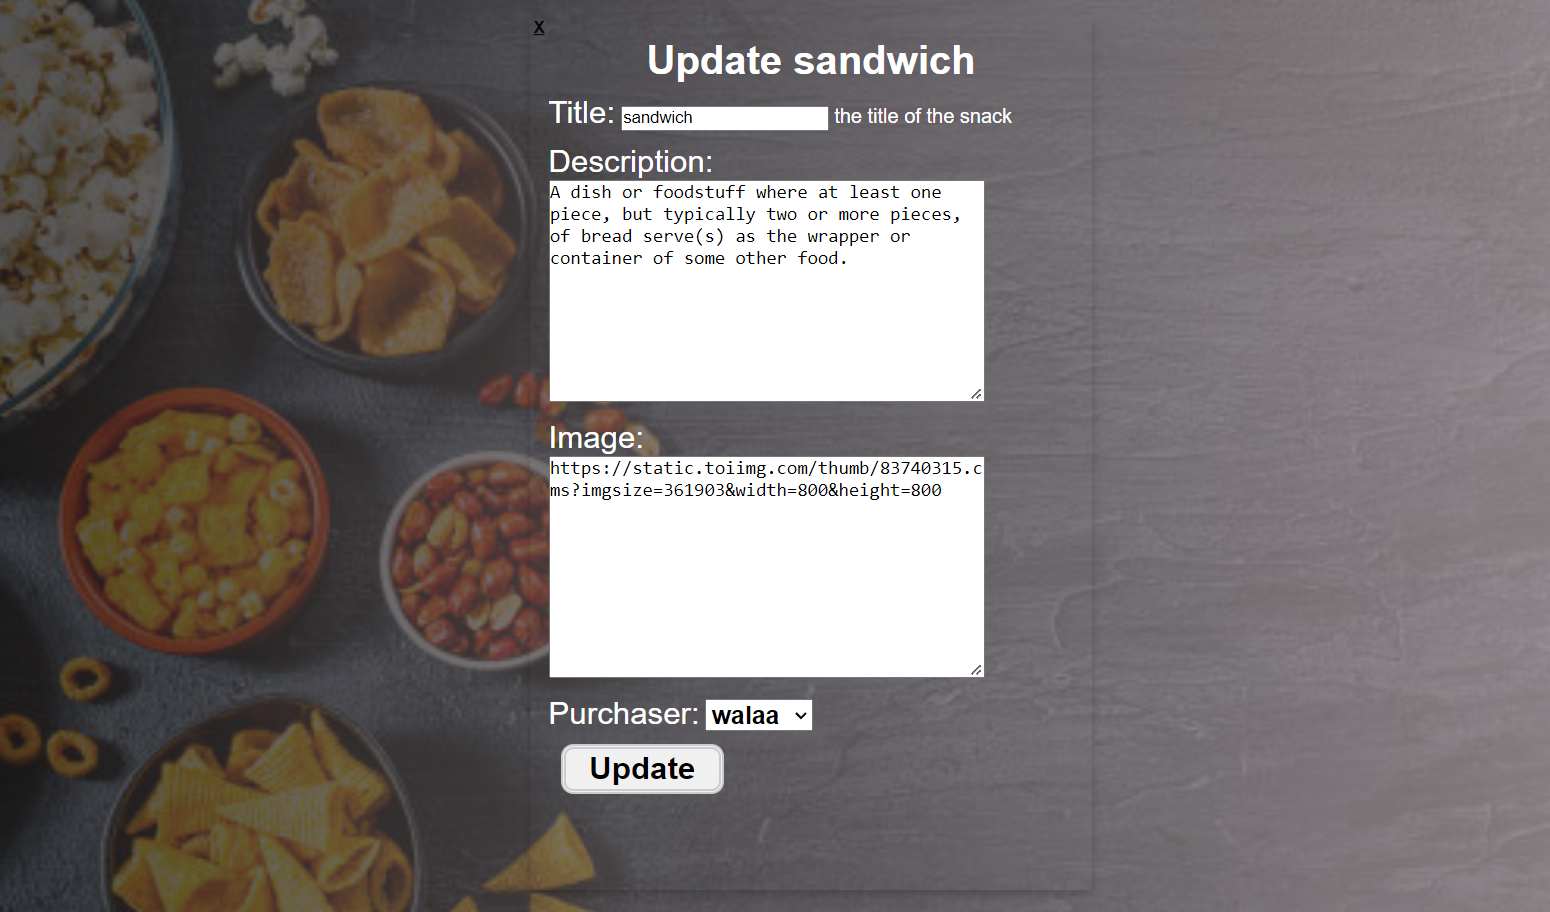 X
Update sandwich
Title: sandwich the title of the snack
Description:
A dish or foodstuff where at least one
piece, but typically two or more pieces,
of bread serve(s) as the wrapper or
container of some other food.
Image:
https://static.toiimg.com/thumb/83740315.c
ms?imgsize=361903&width=800&height=800
Purchaser: walaa
Update